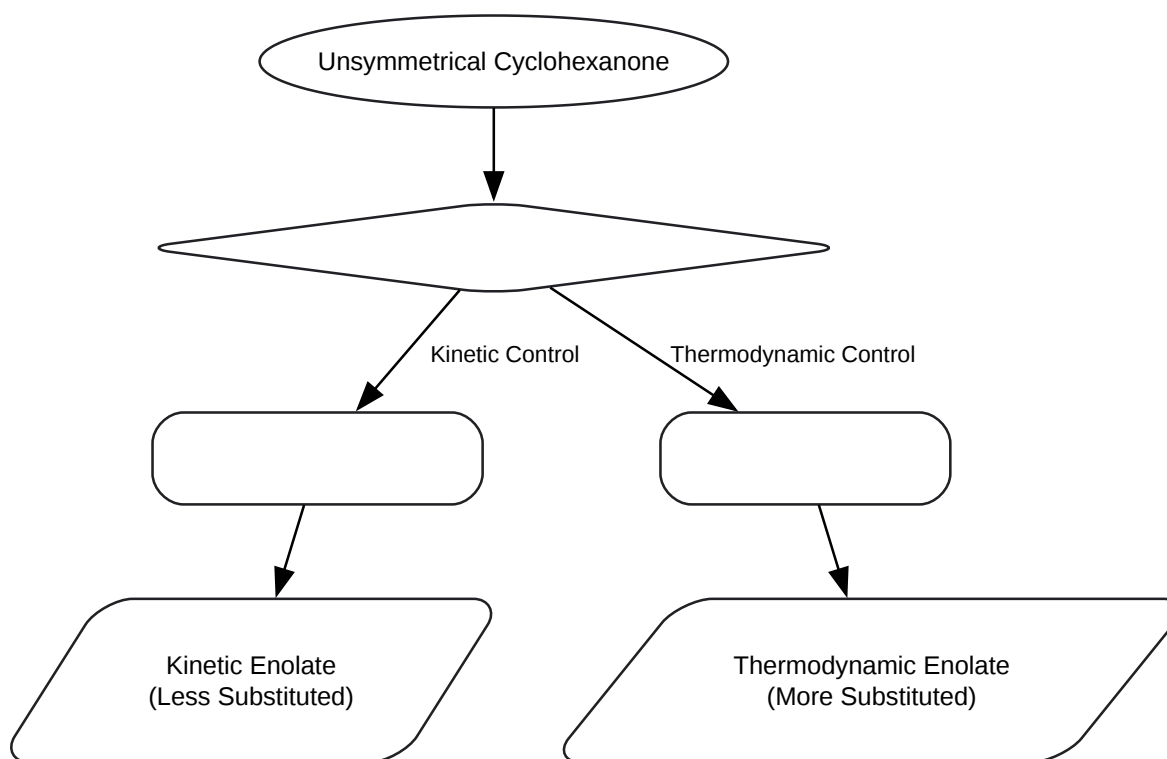 Unsymmetrical Cyclohexanone
Kinetic Control
Thermodynamic Control
Kinetic Enolate
(Less Substituted)
Thermodynamic Enolate
(More Substituted)